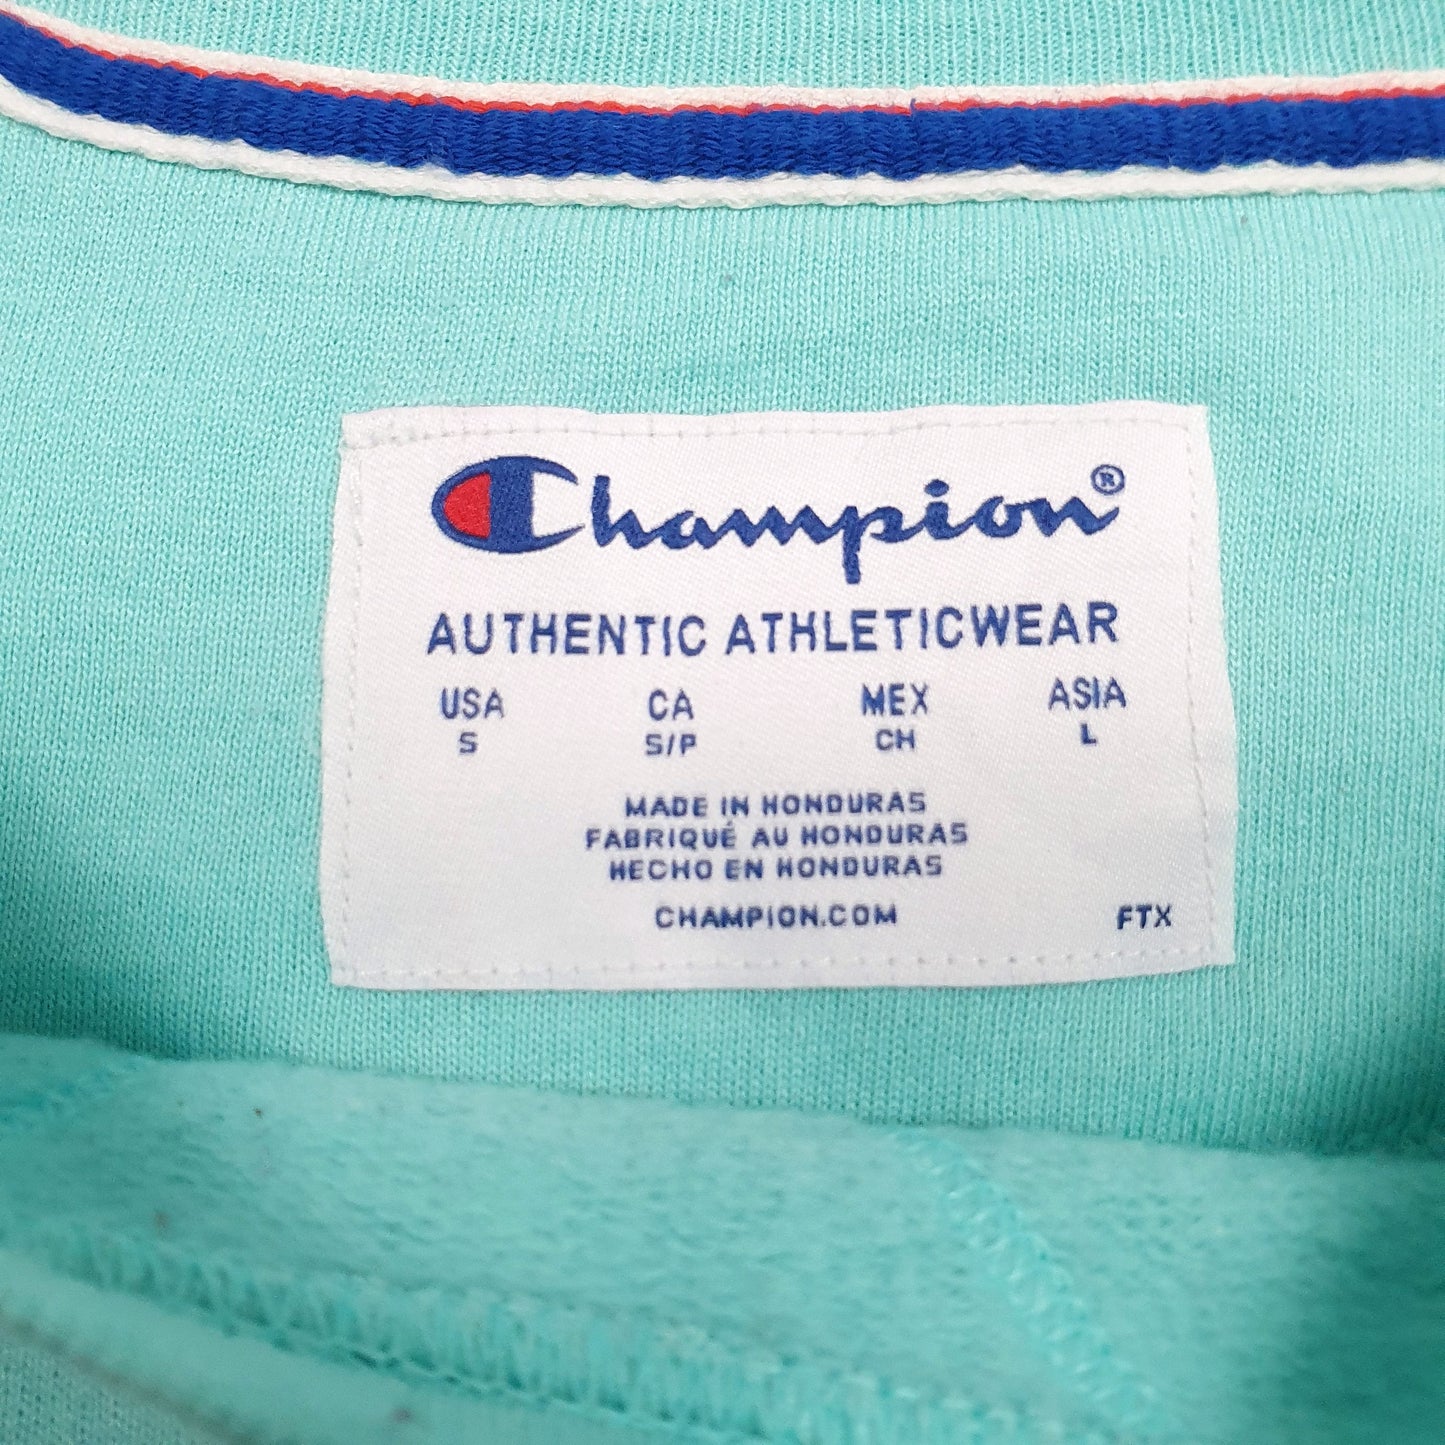 Champion®
AUTHENTIC ATHLETICWEAR
USA CA MEX ASIA
S S/P CH L
MADE IN HONDURAS
FABRIQUÉ AU HONDURAS
HECHO EN HONDURAS
CHAMPION.COM FTX